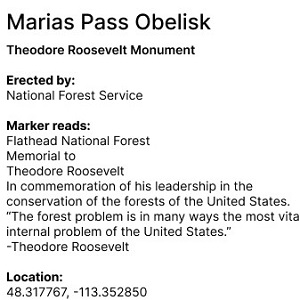 Marias Pass Obelisk
Theodore Roosevelt Monument
Erected by:
National Forest Service
Marker reads:
Flathead National Forest
Memorial to
Theodore Roosevelt
In commemoration of his leadership in the
conservation of the forests of the United States.
“The forest problem is in many ways the most vita
internal problem of the United States.”
-Theodore Roosevelt
Location:
48.317767, -113.352850